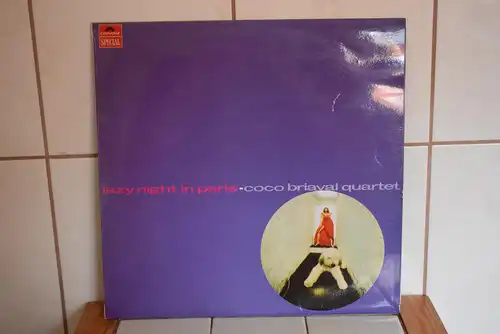 Polydor
SPECIAL
lazy night in paris • coco briaval quartet